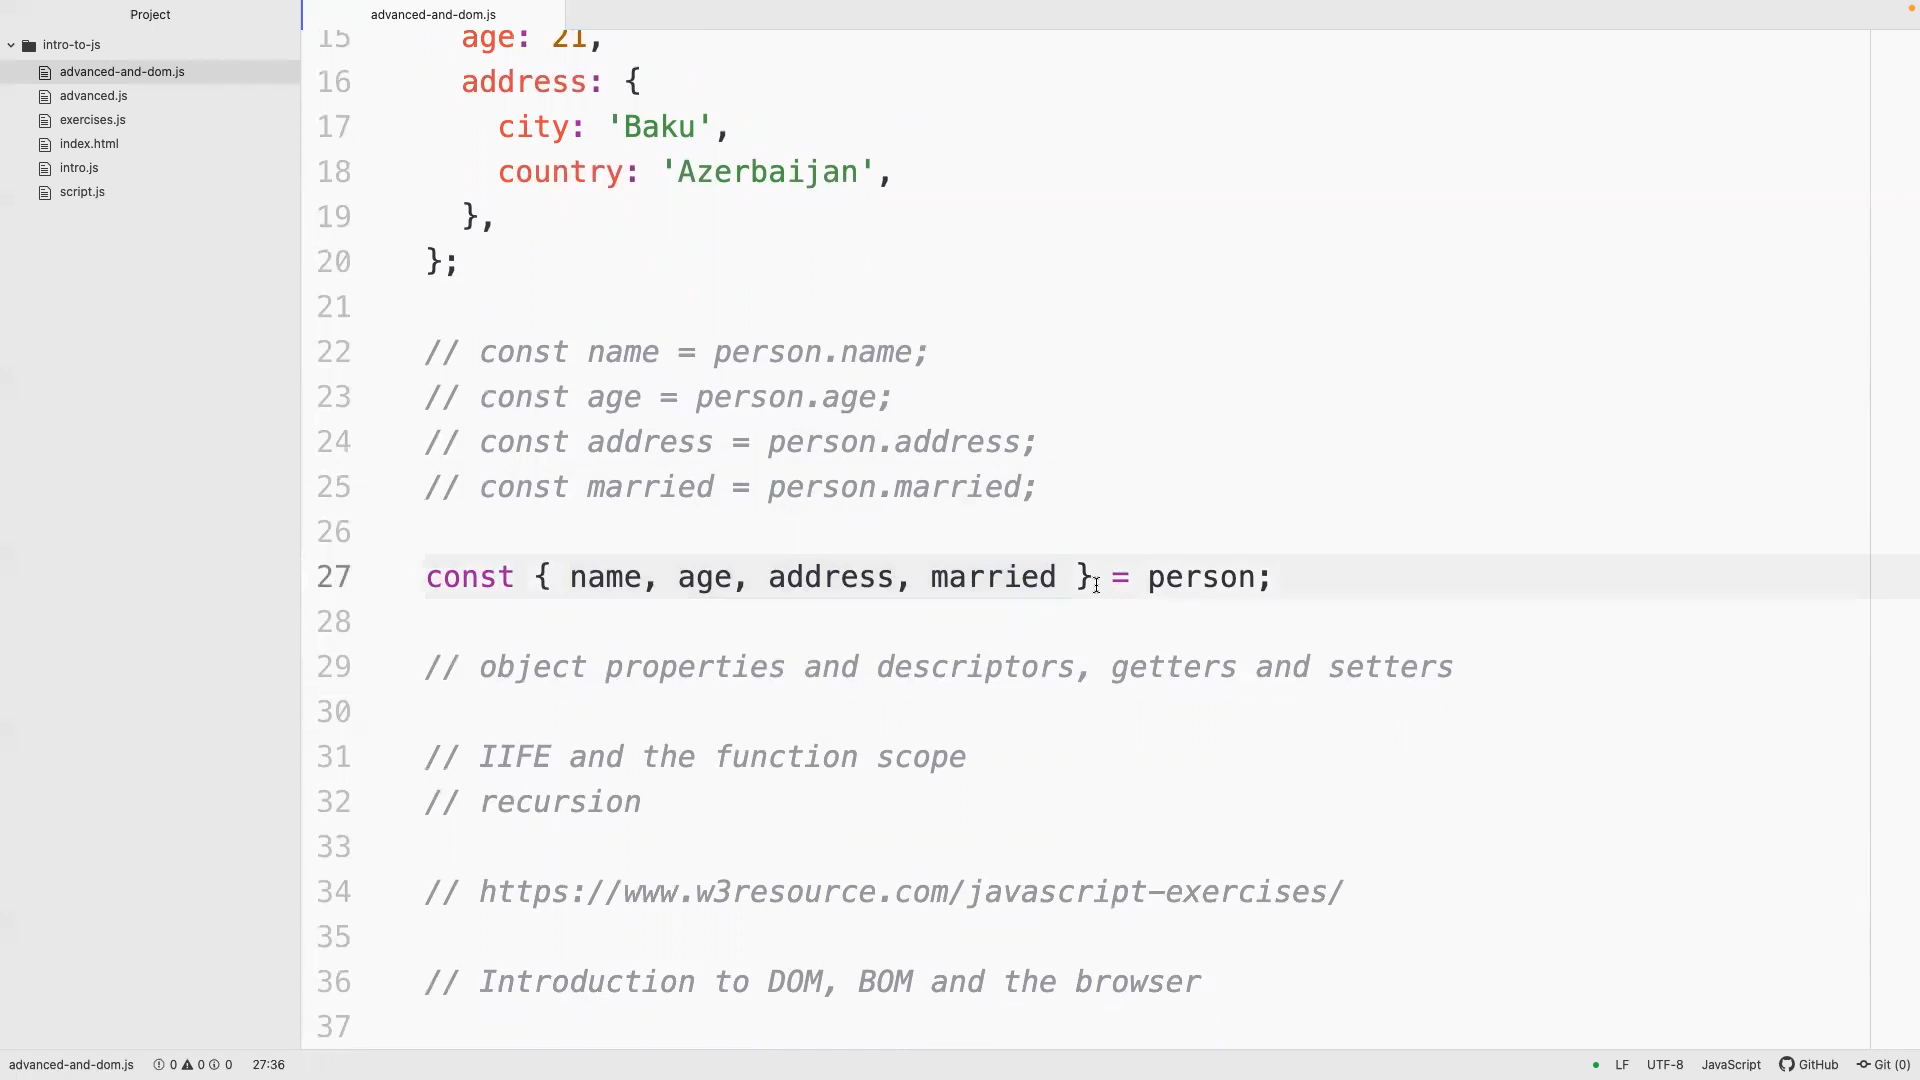 Project
intro-to-js
advanced-and-dom.js
advanced.js
exercises.js
index.html
intro.js
script.js
advanced-and-dom.js
15 age: 21,
16 address: {
17 city: 'Baku',
18 country: 'Azerbaijan',
19 },
20 };
21
22 // const name = person.name;
23 // const age = person.age;
24 // const address = person.address;
25 // const married = person.married;
26
27 const { name, age, address, married } = person;
28
29 // object properties and descriptors, getters and setters
30
31 // IIFE and the function scope
32 // recursion
33
34 // https://www.w3resource.com/javascript-exercises/
35
36 // Introduction to DOM, BOM and the browser
37
advanced-and-dom.js 0 0 0 27:36 LF UTF-8 JavaScript GitHub Git (0)